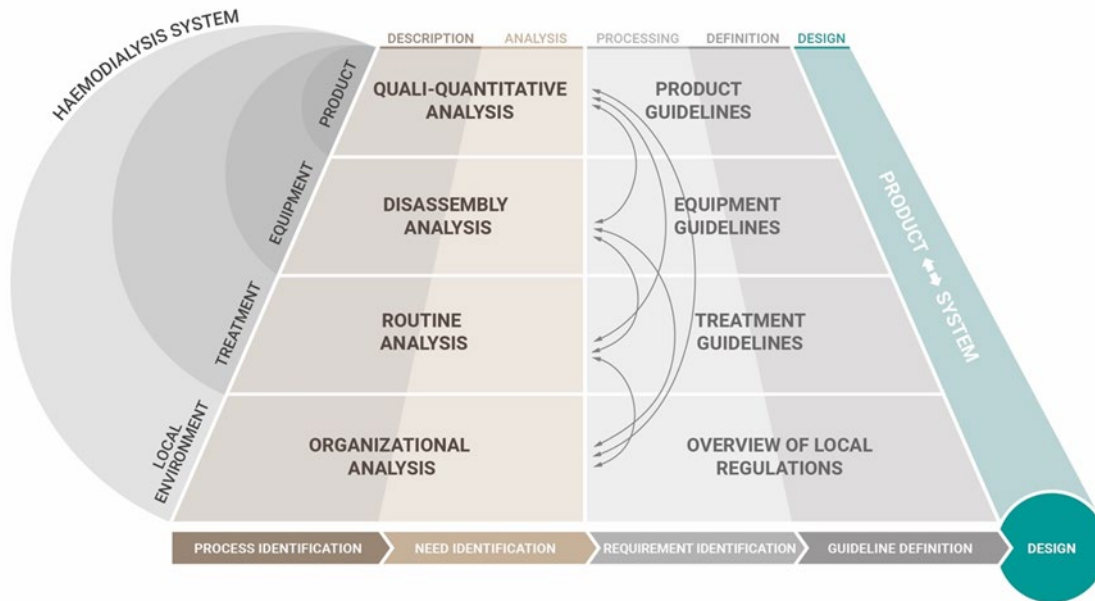 HAEMODIALYSIS SYSTEM
DESCRIPTION
ANALYSIS
PROCESSING
DEFINITION
DESIGN
PRODUCT
QUALI-QUANTITATIVE
ANALYSIS
PRODUCT
GUIDELINES
EQUIPMENT
DISASSEMBLY
ANALYSIS
EQUIPMENT
GUIDELINES
TREATMENT
ROUTINE
ANALYSIS
TREATMENT
GUIDELINES
LOCAL
ENVIRONMENT
ORGANIZATIONAL
ANALYSIS
OVERVIEW OF LOCAL
REGULATIONS
PRODUCT SYSTEM
PROCESS IDENTIFICATION
NEED IDENTIFICATION
REQUIREMENT IDENTIFICATION
GUIDELINE DEFINITION
DESIGN